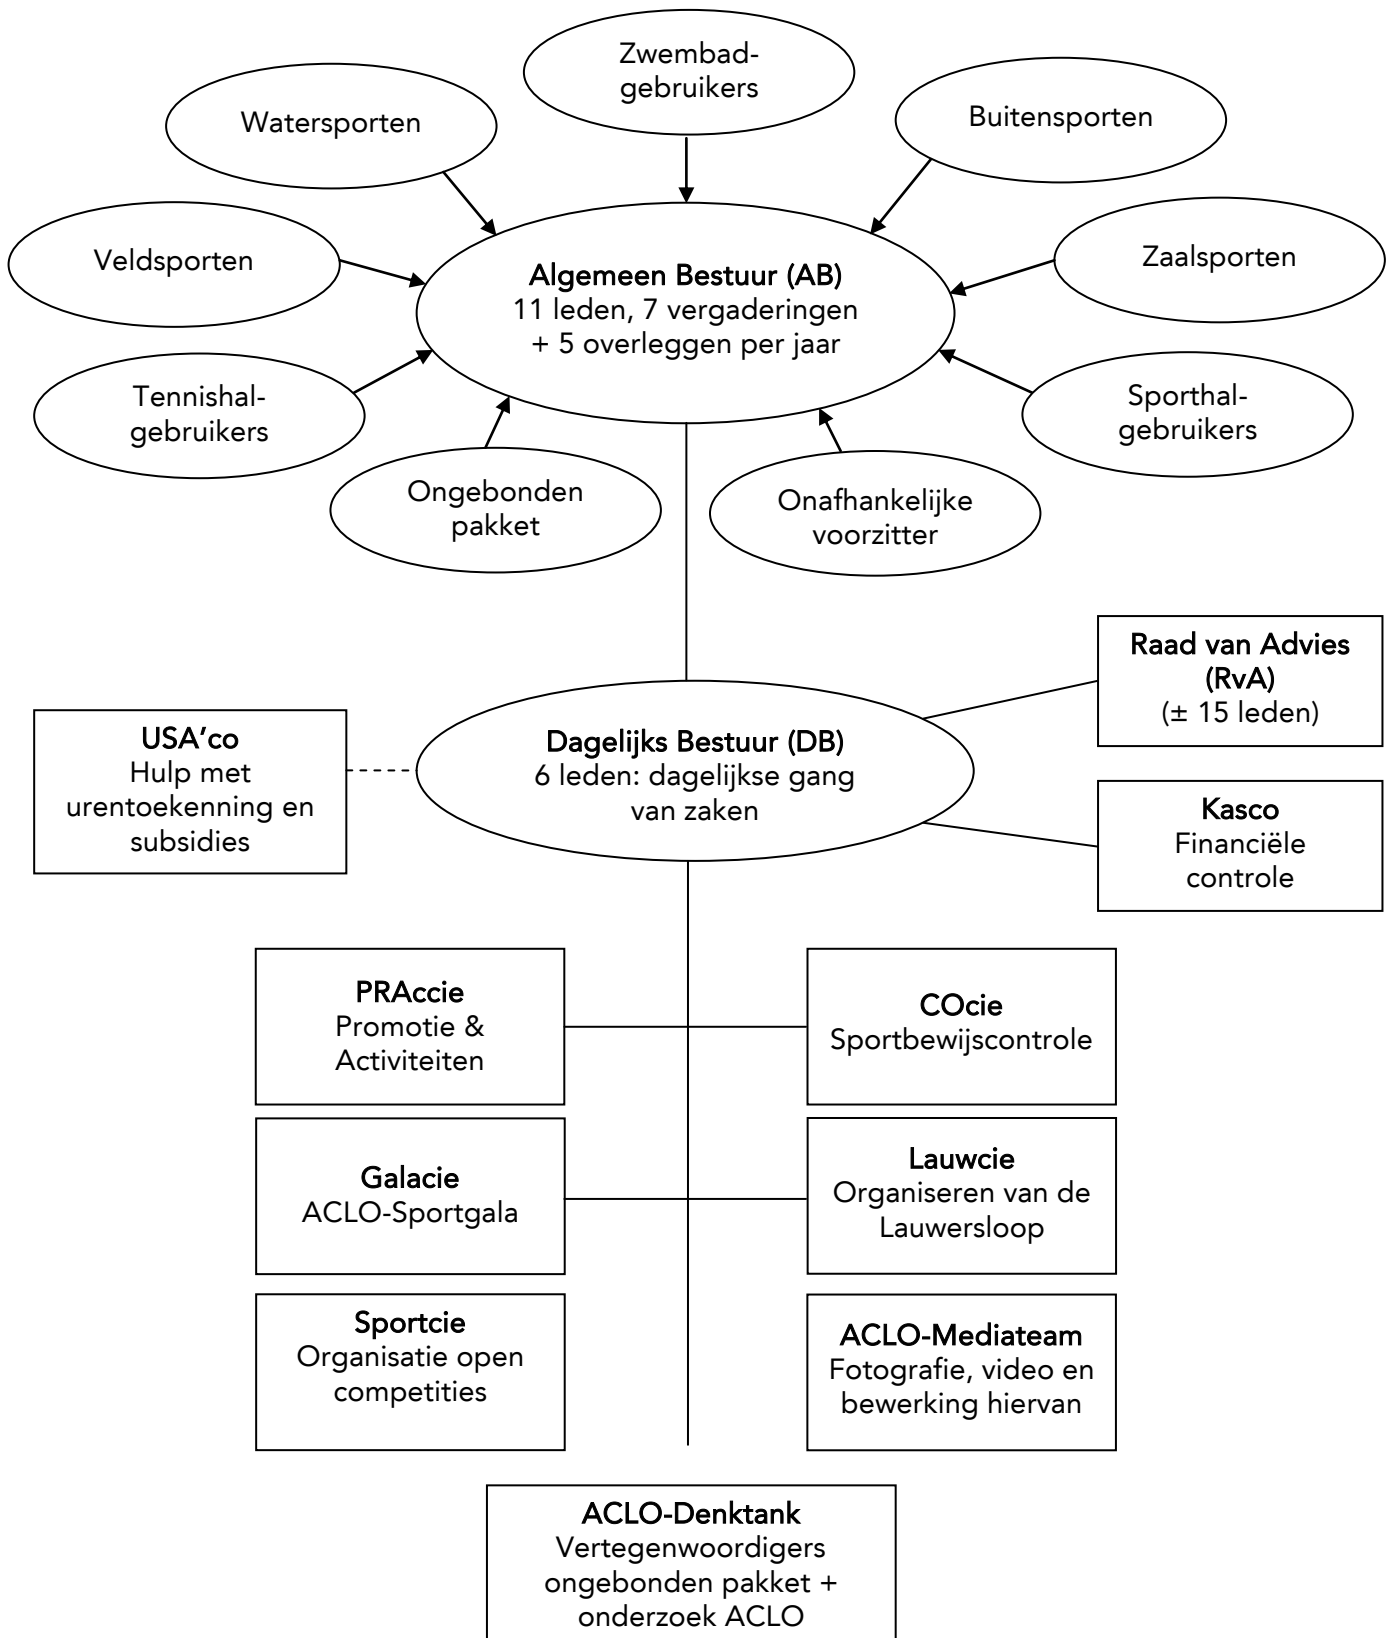 Zwembad-
gebruikers
Watersporten
Buitensporten
Veldsporten
Zaalsporten
Algemeen Bestuur (AB)
11 leden, 7 vergaderingen
+ 5 overleggen per jaar
Tennishal-
gebruikers
Sporthal-
gebruikers
Ongebonden
pakket
Onafhankelijke
voorzitter
Raad van Advies
(RvA)
(± 15 leden)
USA’co
Hulp met
urentoekenning en
subsidies
Dagelijks Bestuur (DB)
6 leden: dagelijkse gang
van zaken
Kasco
Financiële
controle
PRAccie
Promotie &
Activiteiten
COcie
Sportbewijscontrole
Galacie
ACLO-Sportgala
Lauwcie
Organiseren van de
Lauwersloop
Sportcie
Organisatie open
competities
ACLO-Mediateam
Fotografie, video en
bewerking hiervan
ACLO-Denktank
Vertegenwoordigers
ongebonden pakket +
onderzoek ACLO